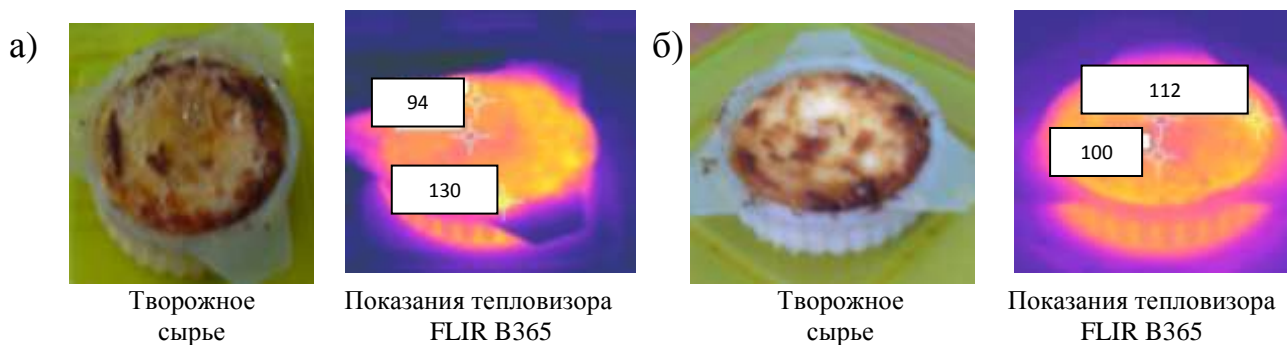 а)
94
130
б)
112
100
Творожное
сырье
Показания тепловизора
FLIR B365
Творожное
сырье
Показания тепловизора
FLIR B365